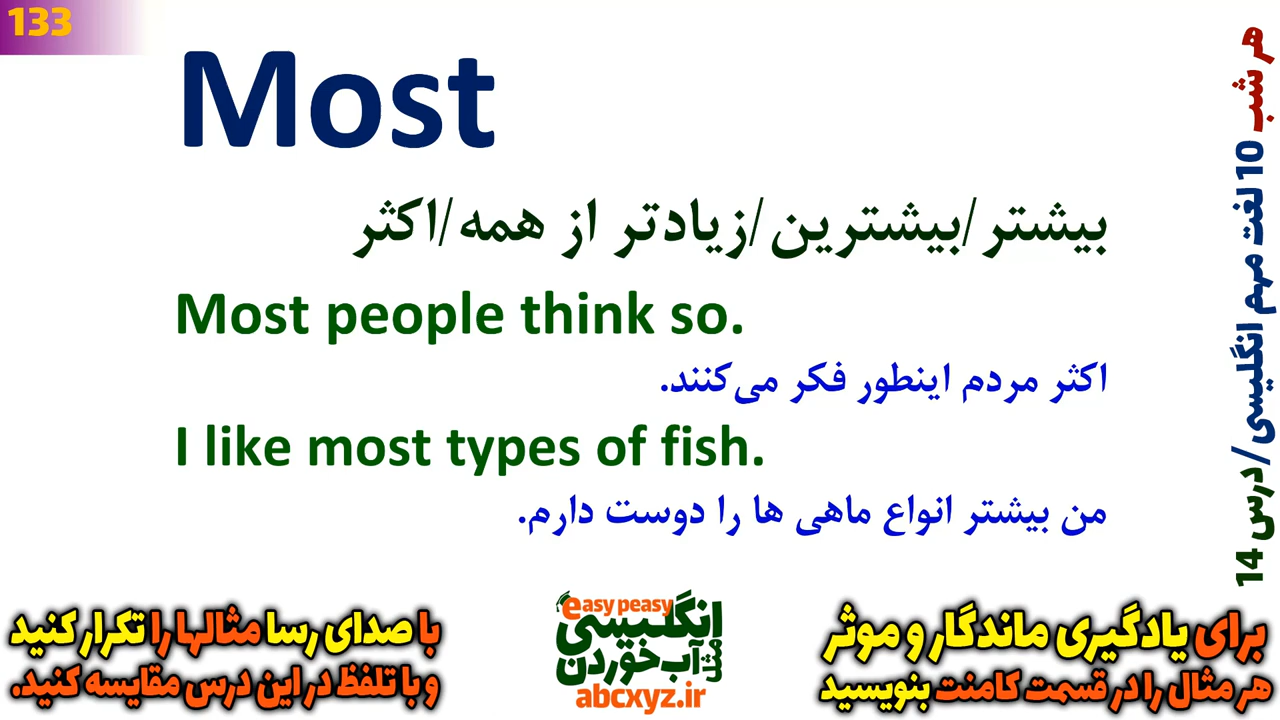 133
Most
بیشتر/بیشترین/زیادتر از همه/اکثر
Most people think so.
اکثر مردم اینطور فکر می‌کنند.
I like most types of fish.
من بیشتر انواع ماهی ها را دوست دارم.
هر شب 10 لغت مهم انگلیسی/درس 14
برای یادگیری ماندگار و موثر
هر مثال را در قسمت کامنت بنویسید
easy peasy
انگلیسی
مثل آب خوردن
abcxyz.ir
با صدای رسا مثالها را تکرار کنید
و با تلفظ در این درس مقایسه کنید.